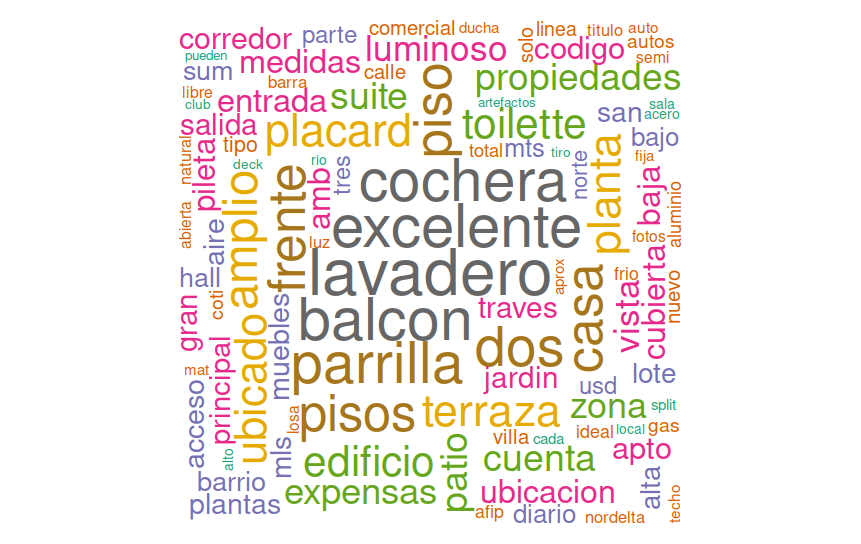 comercial ducha linea titulo auto
corredor parte luminoso solo codigo autos
pueden medidas semi
sum calle piso propiedades
libre barra suite artefactos sala
club entrada placard toilette san acero
salida total mts tiro bajo
natural pileta tipo deck rio tres norte planta fija
abierta amplio frente amb cochera baja aluminio
aire luz excelente fotos
hall lavadero aprox casa frio
gran coti muebles balcon traves vista cubierta nuevo
principal parrilla dos
mat ubicado jardin usd lote
acceso losa pisos terraza zona split
villa cada ideal local gas
alto mls edificio patio cuenta apto
barrio expensas ubicacion alta
plantas afip diario nordelta techo